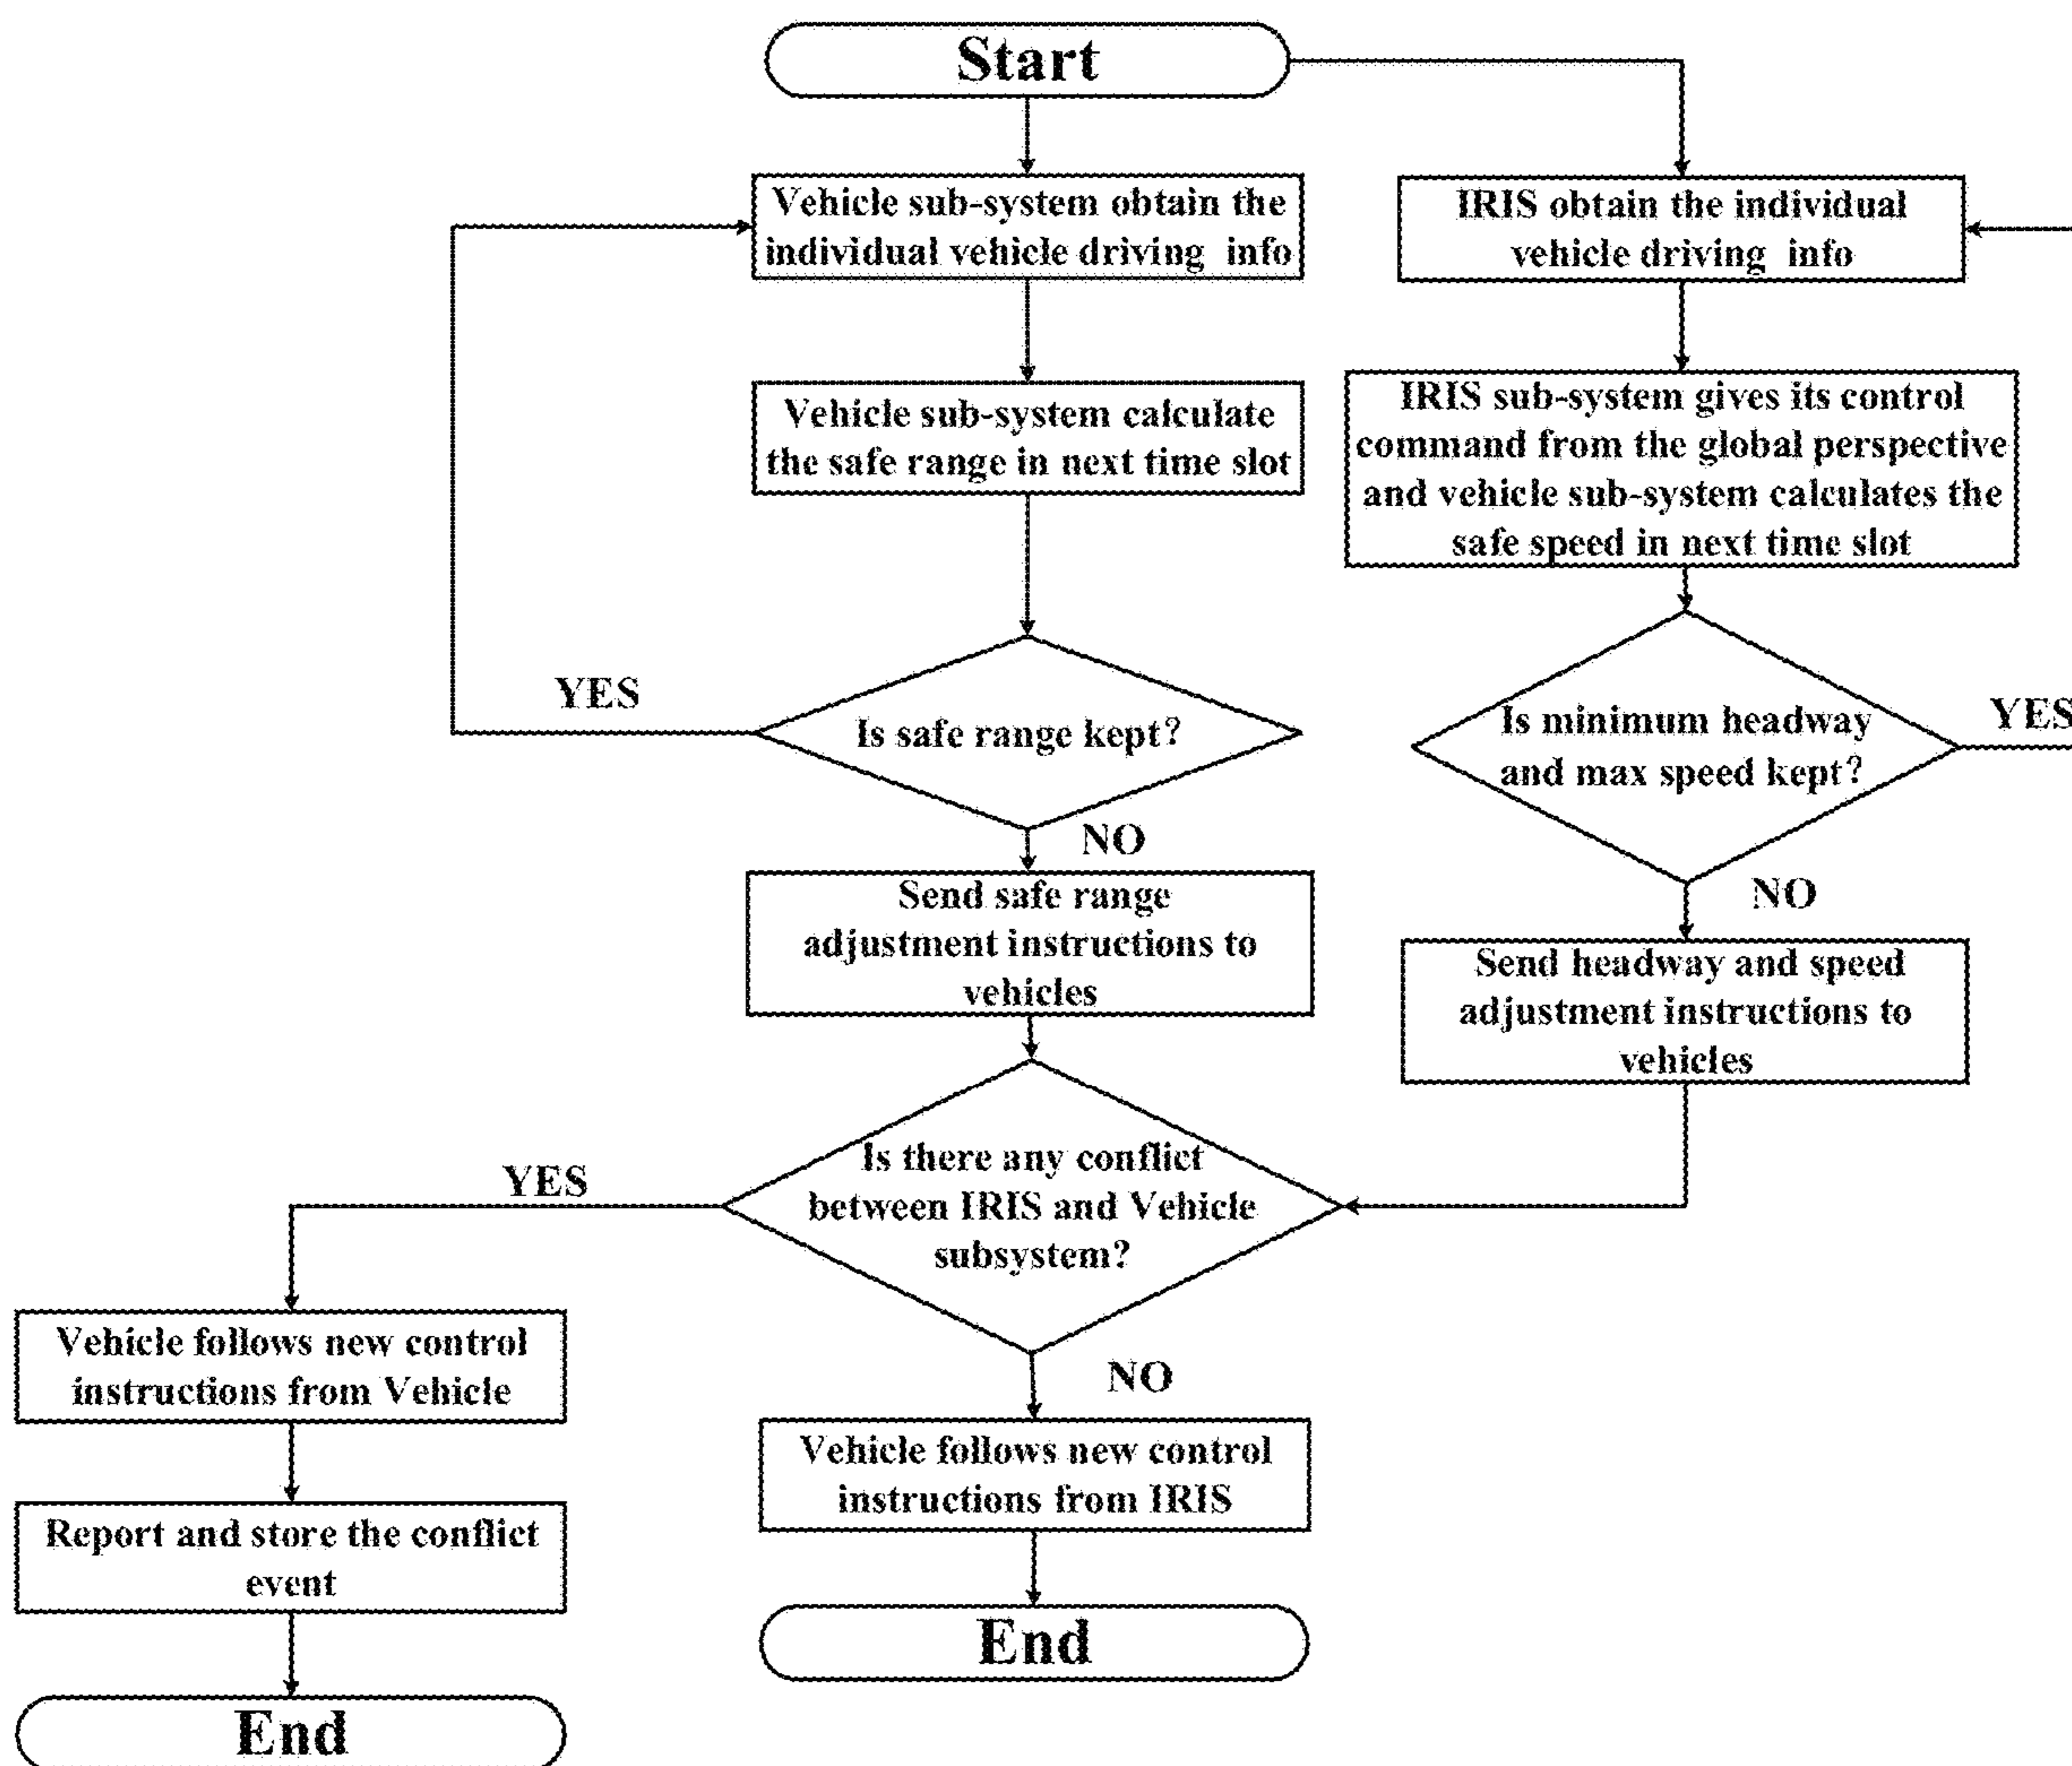 Start
Vehicle sub-system obtain the
individual vehicle driving info
IRIS obtain the individual
vehicle driving info
Vehicle sub-system calculate
the safe range in next time slot
IRIS sub-system gives its control
command from the global perspective
and vehicle sub-system calculates the
safe speed in next time slot
YES
Is safe range kept?
Is minimum headway
and max speed kept?
YES
NO
NO
Send safe range
adjustment instructions to
vehicles
Send headway and speed
adjustment instructions to
vehicles
YES
Is there any conflict
between IRIS and Vehicle
subsystem?
Vehicle follows new control
instructions from Vehicle
NO
Vehicle follows new control
instructions from IRIS
Report and store the conflict
event
End
End